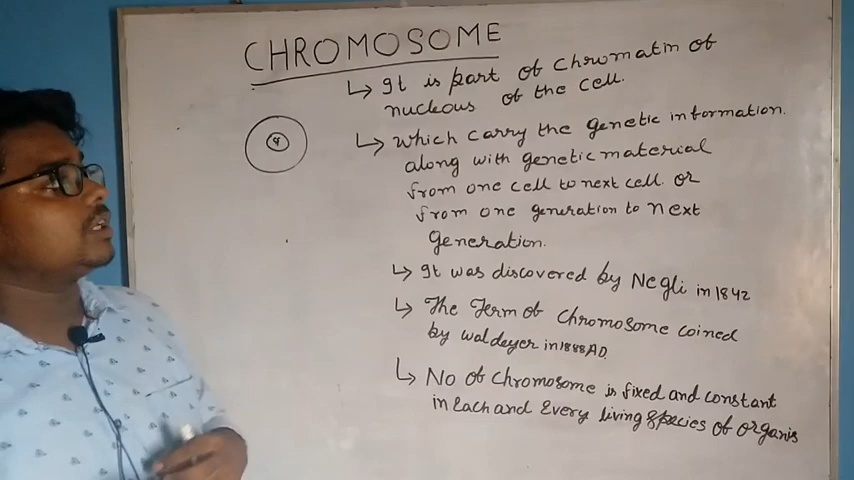 CHROMOSOME
↳ It is part of chromatin of
nucleous of the cell.
↳ which carry the genetic information.
along with genetic material
from one cell to next cell. or
from one generation to next
generation.
↳ It was discovered by Negli in 1842
↳ The Term of chromosome coined
by waldeyer in 1888 AD.
↳ No of chromosome is fixed and constant
in Each and Every living species of organis